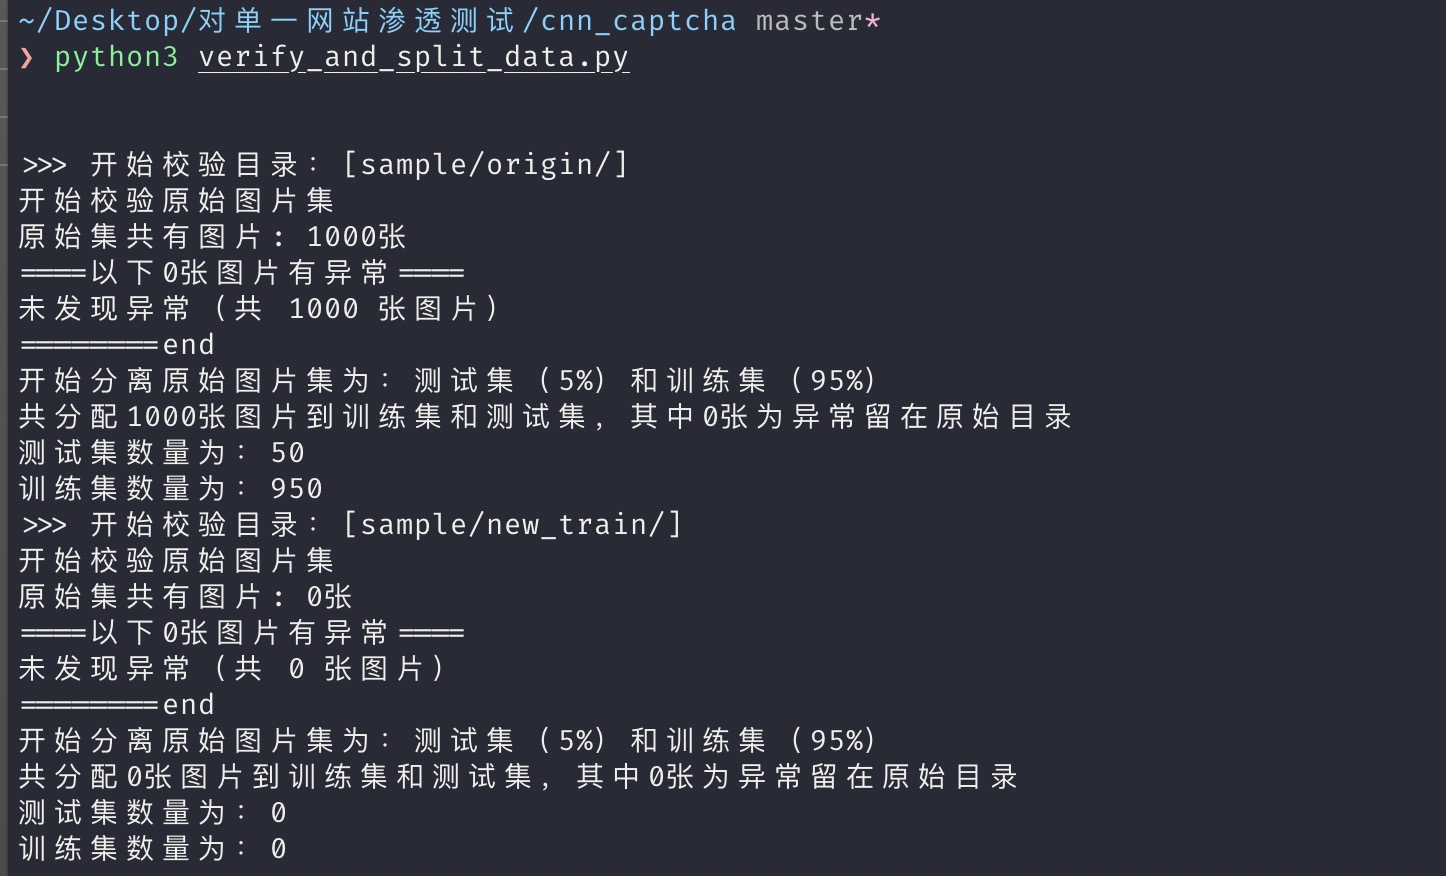 ~/Desktop/对单一网站渗透测试/cnn_captcha master*
❯ python3 verify_and_split_data.py
>>> 开始校验目录：[sample/origin/]
开始校验原始图片集
原始集共有图片: 1000张
====以下0张图片有异常====
未发现异常（共 1000 张图片）
========end
开始分离原始图片集为：测试集（5%）和训练集（95%）
共分配1000张图片到训练集和测试集，其中0张为异常留在原始目录
测试集数量为：50
训练集数量为：950
>>> 开始校验目录：[sample/new_train/]
开始校验原始图片集
原始集共有图片: 0张
====以下0张图片有异常====
未发现异常（共 0 张图片）
========end
开始分离原始图片集为：测试集（5%）和训练集（95%）
共分配0张图片到训练集和测试集，其中0张为异常留在原始目录
测试集数量为：0
训练集数量为：0